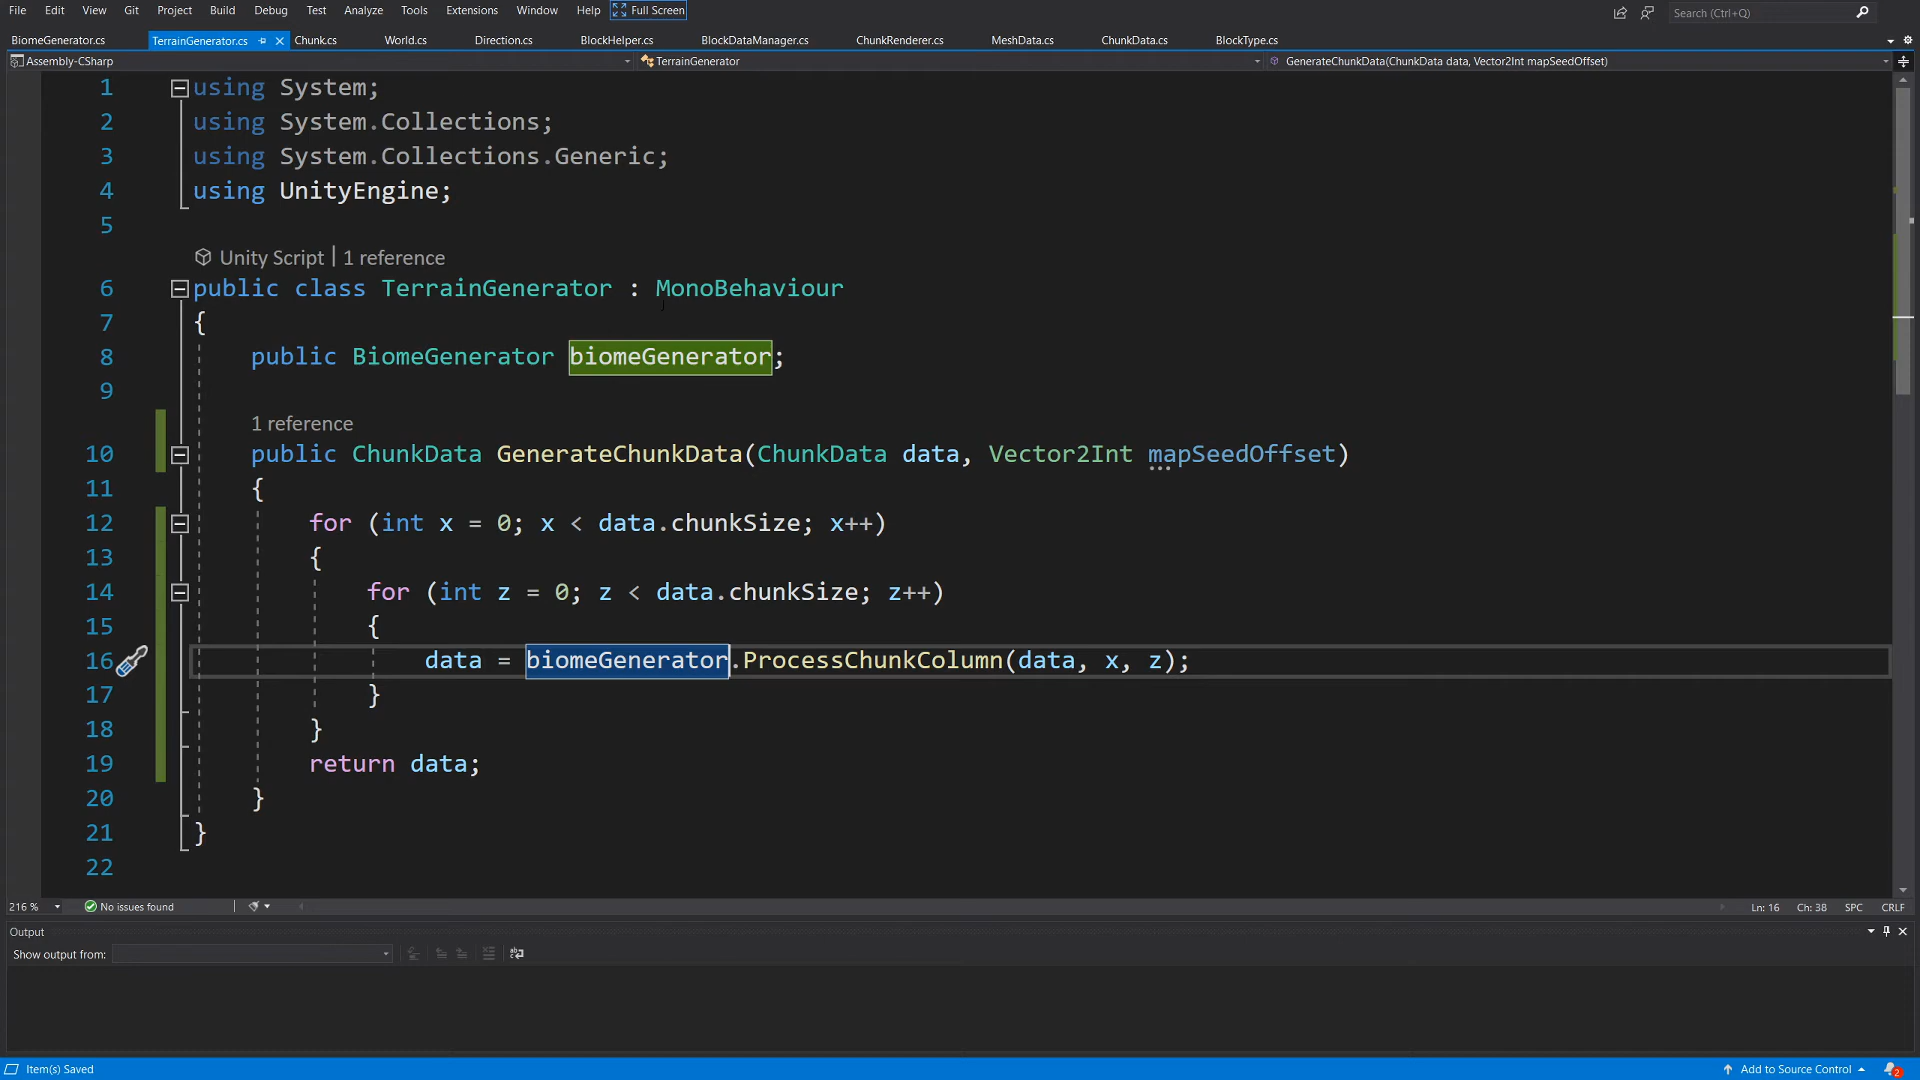 File Edit View Git Project Build Debug Test Analyze Tools Extensions Window Help Full Screen Search (Ctrl+Q)
BiomeGenerator.cs TerrainGenerator.cs Chunk.cs World.cs Direction.cs BlockHelper.cs BlockDataManager.cs ChunkRenderer.cs MeshData.cs ChunkData.cs BlockType.cs
Assembly-CSharp TerrainGenerator GenerateChunkData(ChunkData data, Vector2Int mapSeedOffset)
1 using System;
2 using System.Collections;
3 using System.Collections.Generic;
4 using UnityEngine;
5
Unity Script | 1 reference
6 public class TerrainGenerator : MonoBehaviour
7 {
8 public BiomeGenerator biomeGenerator;
9
1 reference
10 public ChunkData GenerateChunkData(ChunkData data, Vector2Int mapSeedOffset)
11 {
12 for (int x = 0; x < data.chunkSize; x++)
13 {
14 for (int z = 0; z < data.chunkSize; z++)
15 {
16 data = biomeGenerator.ProcessChunkColumn(data, x, z);
17 }
18 }
19 return data;
20 }
21 }
22
216 % No issues found Ln: 16 Ch: 38 SPC CRLF
Output
Show output from:
Item(s) Saved Add to Source Control 2